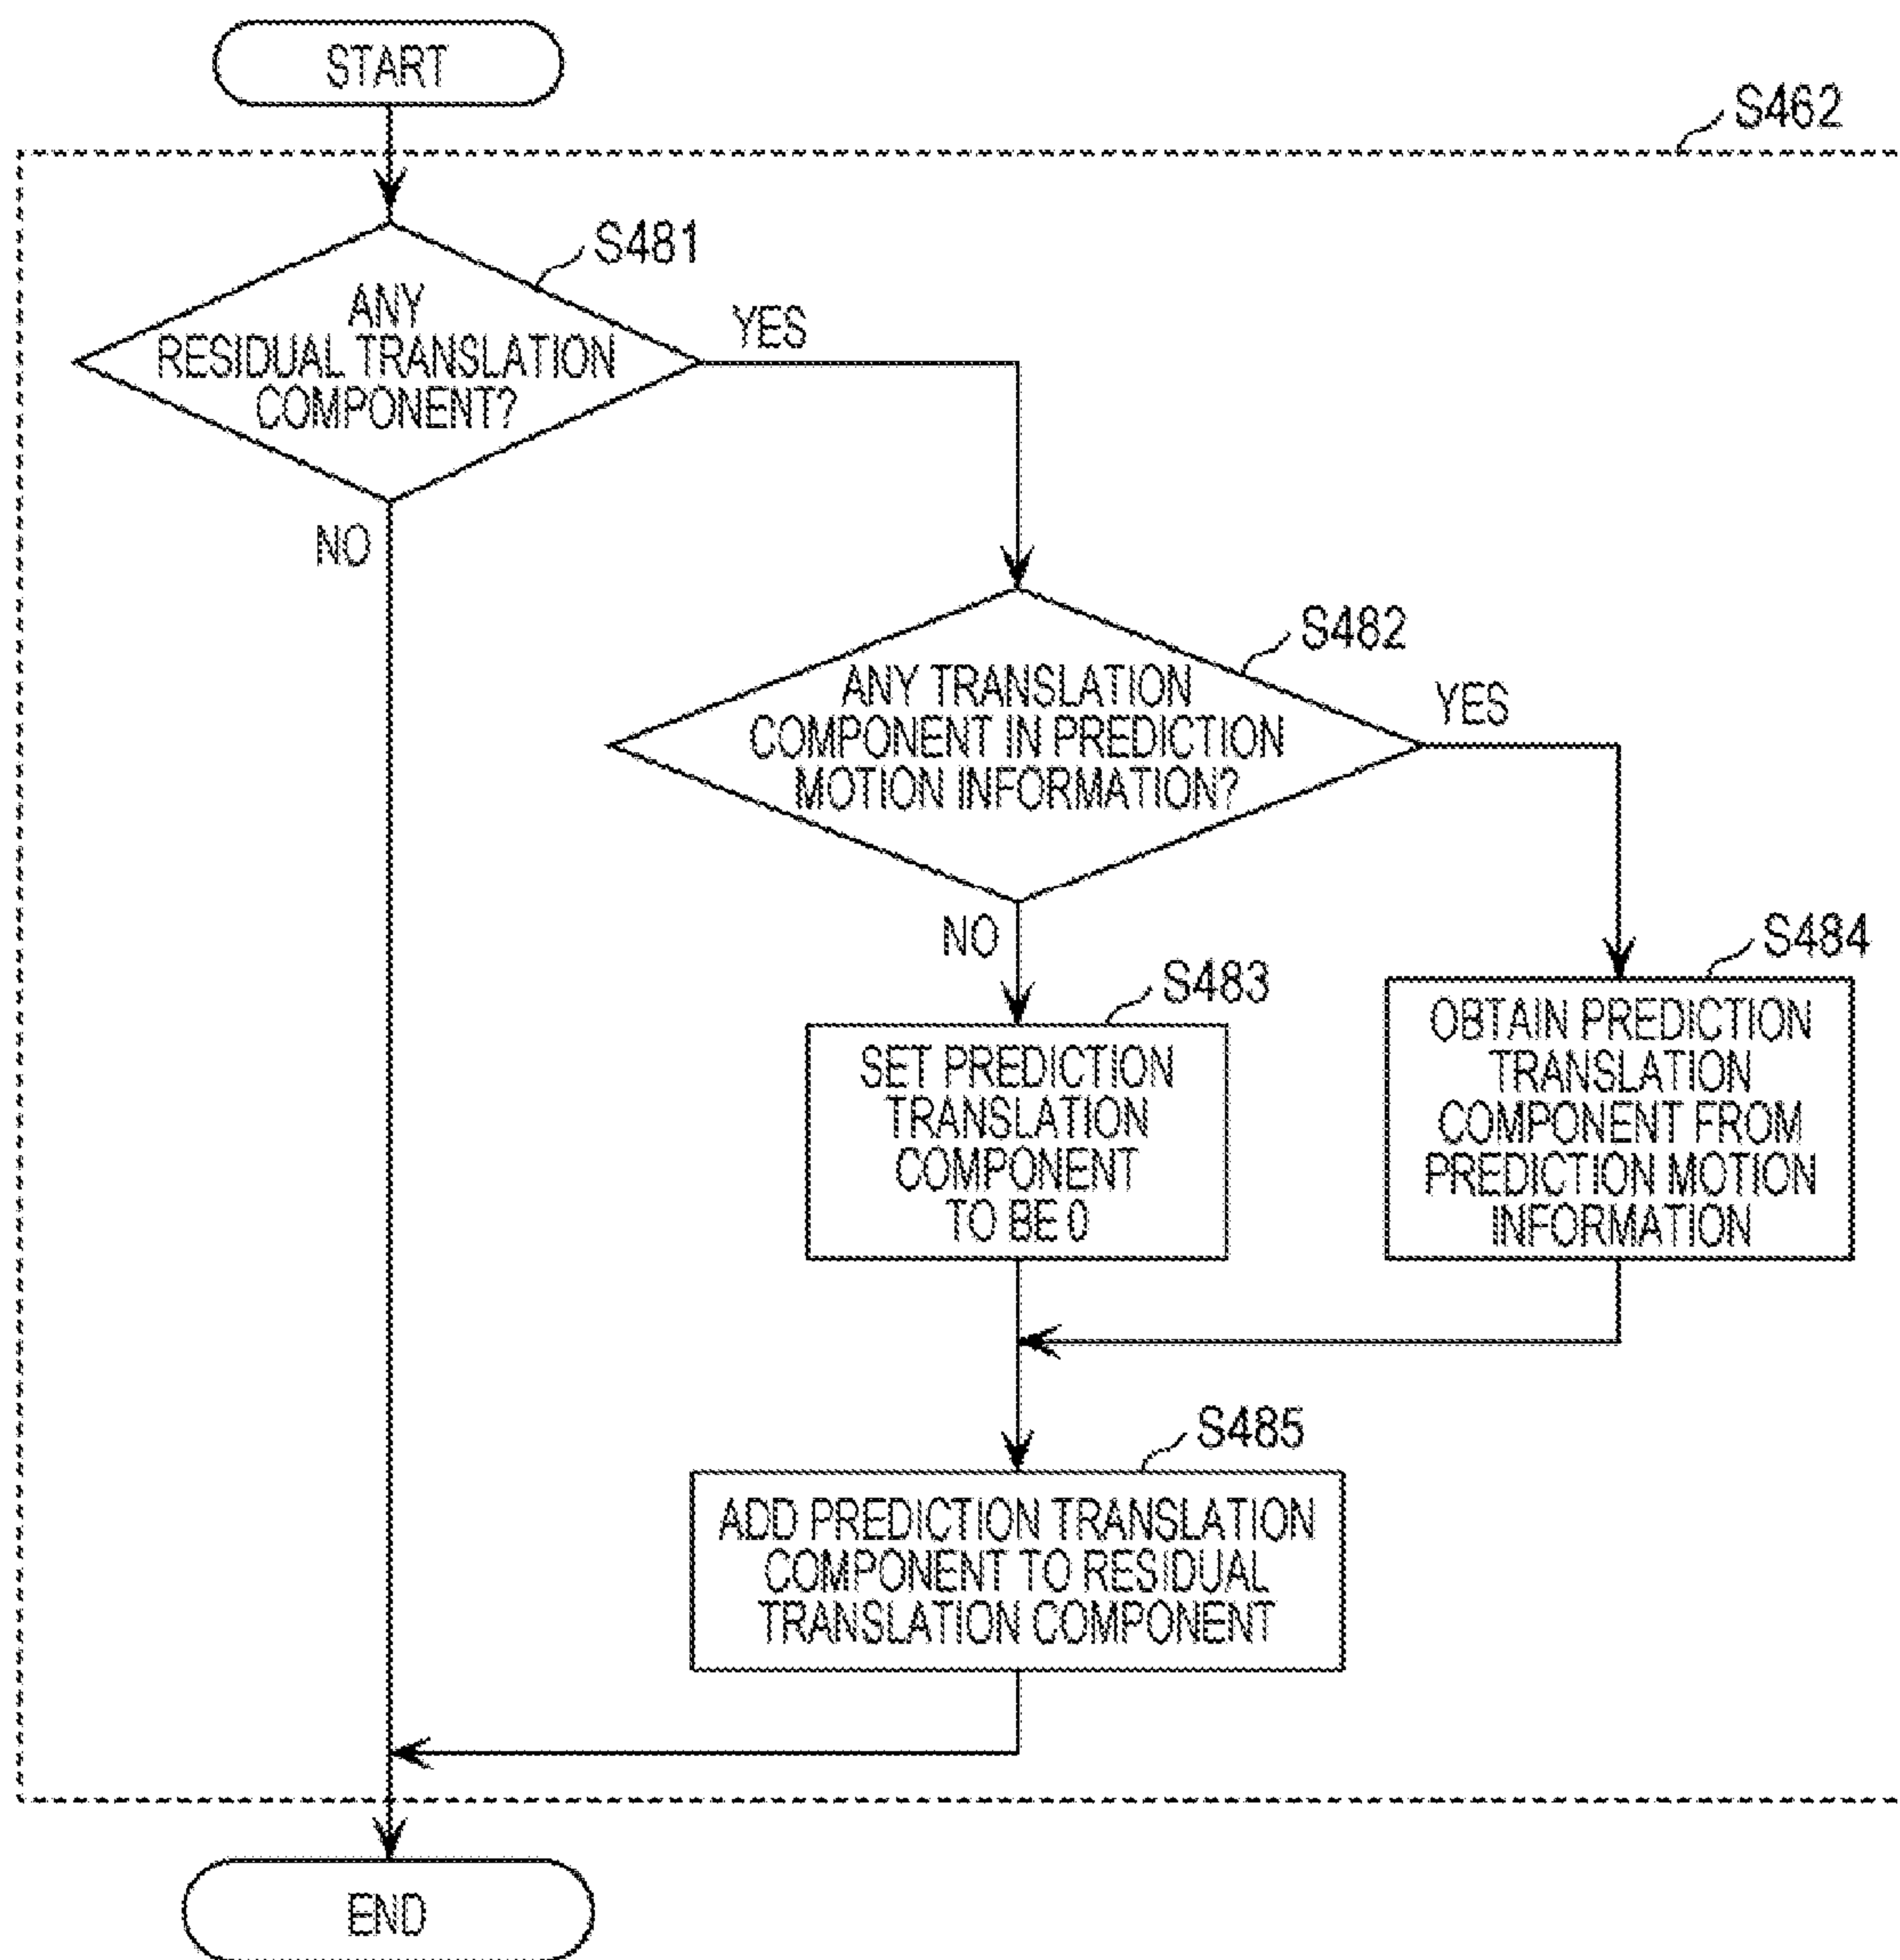 START
S462
S481
ANY
RESIDUAL TRANSLATION
COMPONENT?
YES
NO
S482
ANY TRANSLATION
COMPONENT IN PREDICTION
MOTION INFORMATION?
YES
NO
S483
SET PREDICTION
TRANSLATION
COMPONENT
TO BE 0
S484
OBTAIN PREDICTION
TRANSLATION
COMPONENT FROM
PREDICTION MOTION
INFORMATION
S485
ADD PREDICTION TRANSLATION
COMPONENT TO RESIDUAL
TRANSLATION COMPONENT
END